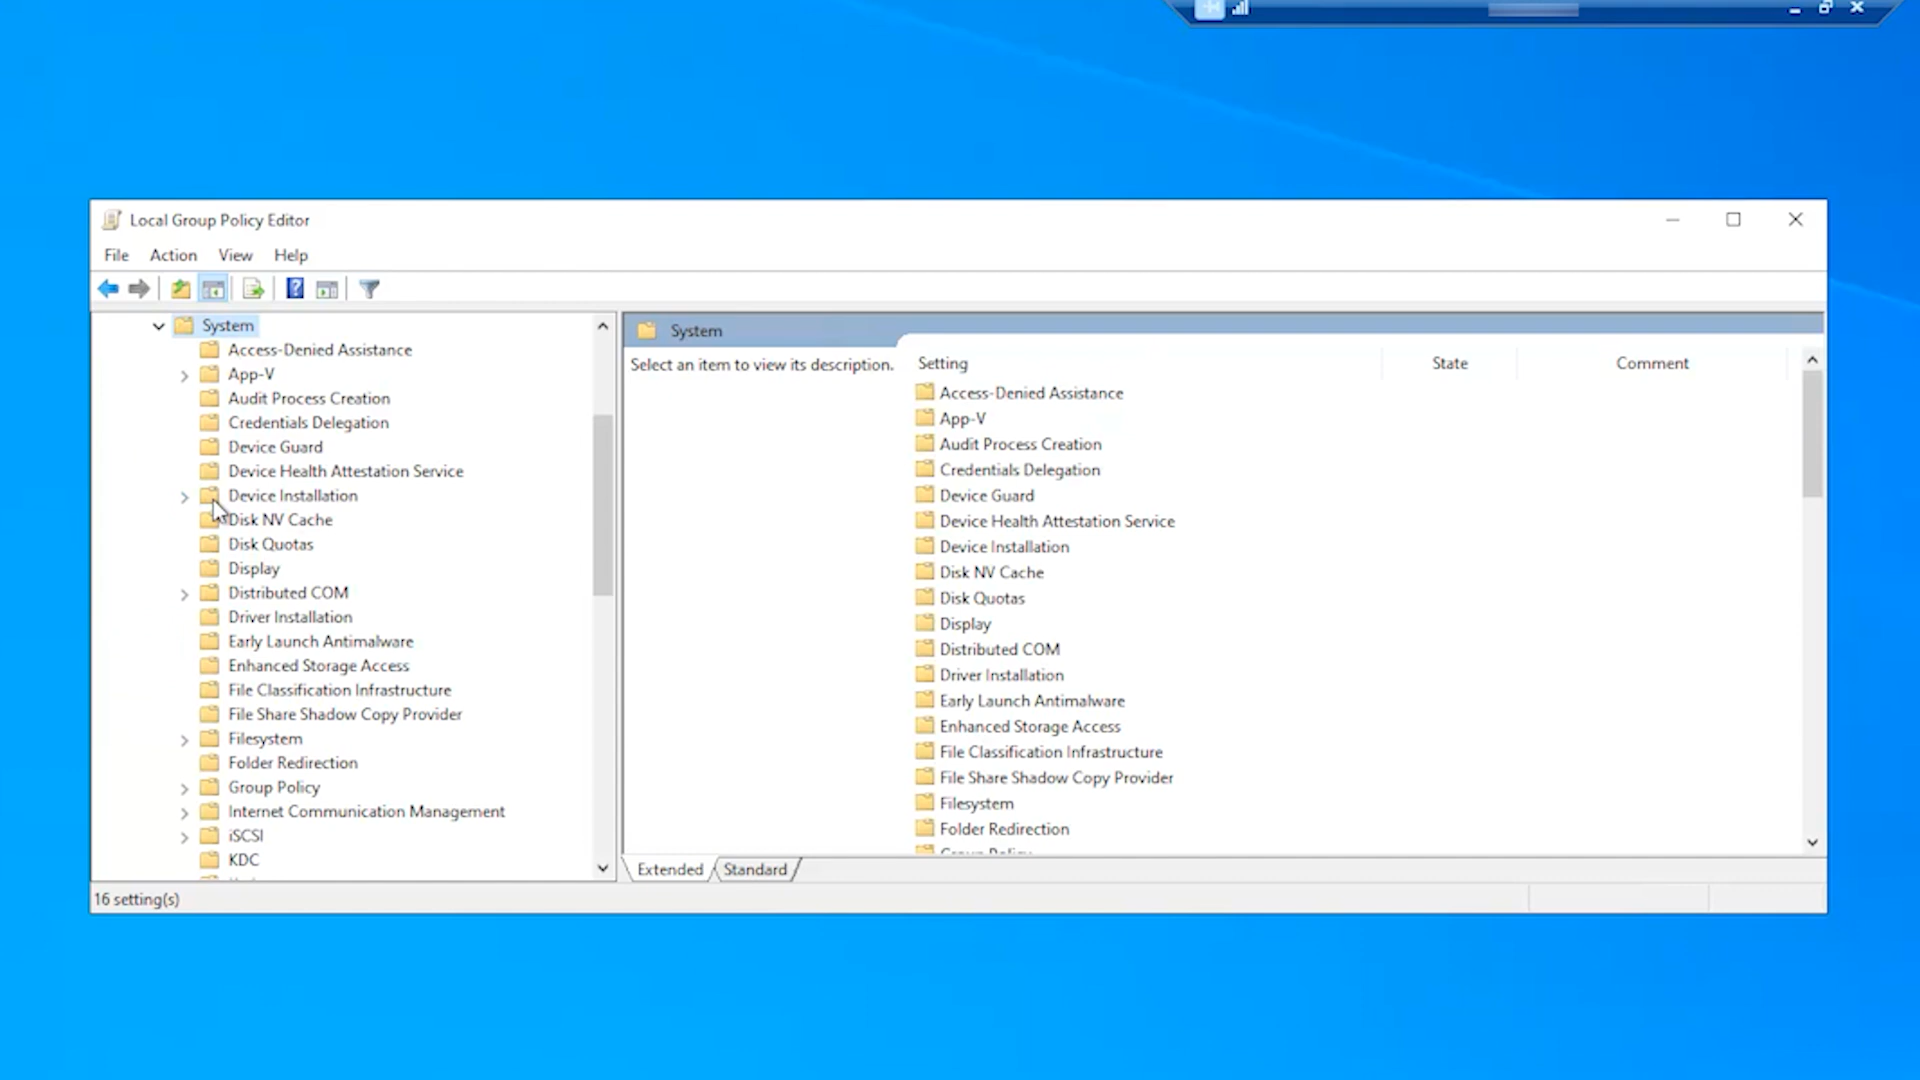 Local Group Policy Editor
File Action View Help
System
Access-Denied Assistance
App-V
Audit Process Creation
Credentials Delegation
Device Guard
Device Health Attestation Service
Device Installation
Disk NV Cache
Disk Quotas
Display
Distributed COM
Driver Installation
Early Launch Antimalware
Enhanced Storage Access
File Classification Infrastructure
File Share Shadow Copy Provider
Filesystem
Folder Redirection
Group Policy
Internet Communication Management
iSCSI
KDC
System
Select an item to view its description.
Setting State Comment
Access-Denied Assistance
App-V
Audit Process Creation
Credentials Delegation
Device Guard
Device Health Attestation Service
Device Installation
Disk NV Cache
Disk Quotas
Display
Distributed COM
Driver Installation
Early Launch Antimalware
Enhanced Storage Access
File Classification Infrastructure
File Share Shadow Copy Provider
Filesystem
Folder Redirection
Group Policy
Extended Standard
16 setting(s)